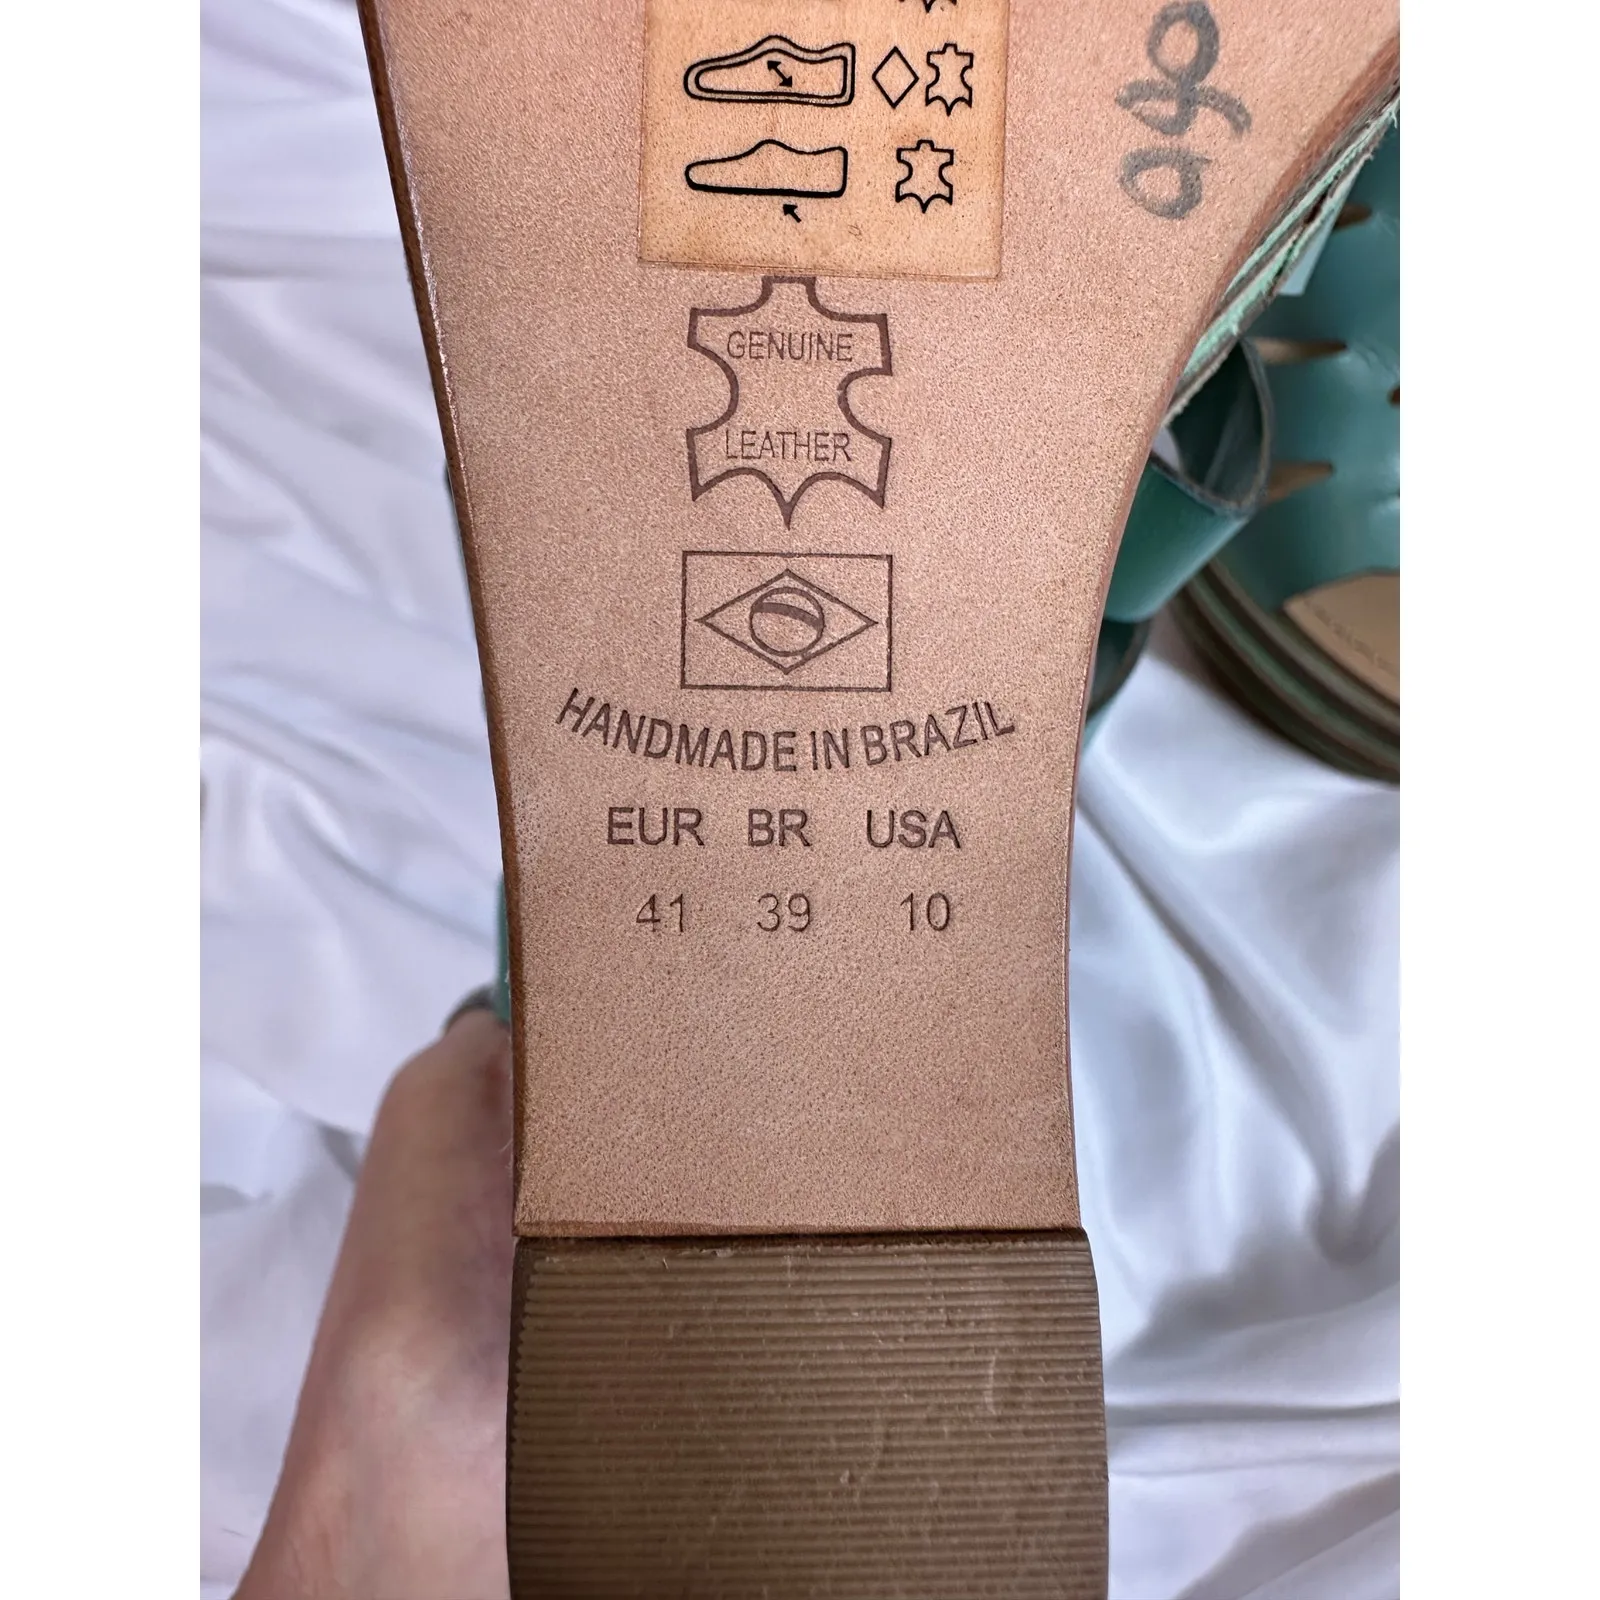 GENUINE
LEATHER
HANDMADE IN BRAZIL
EUR BR USA
41 39 10